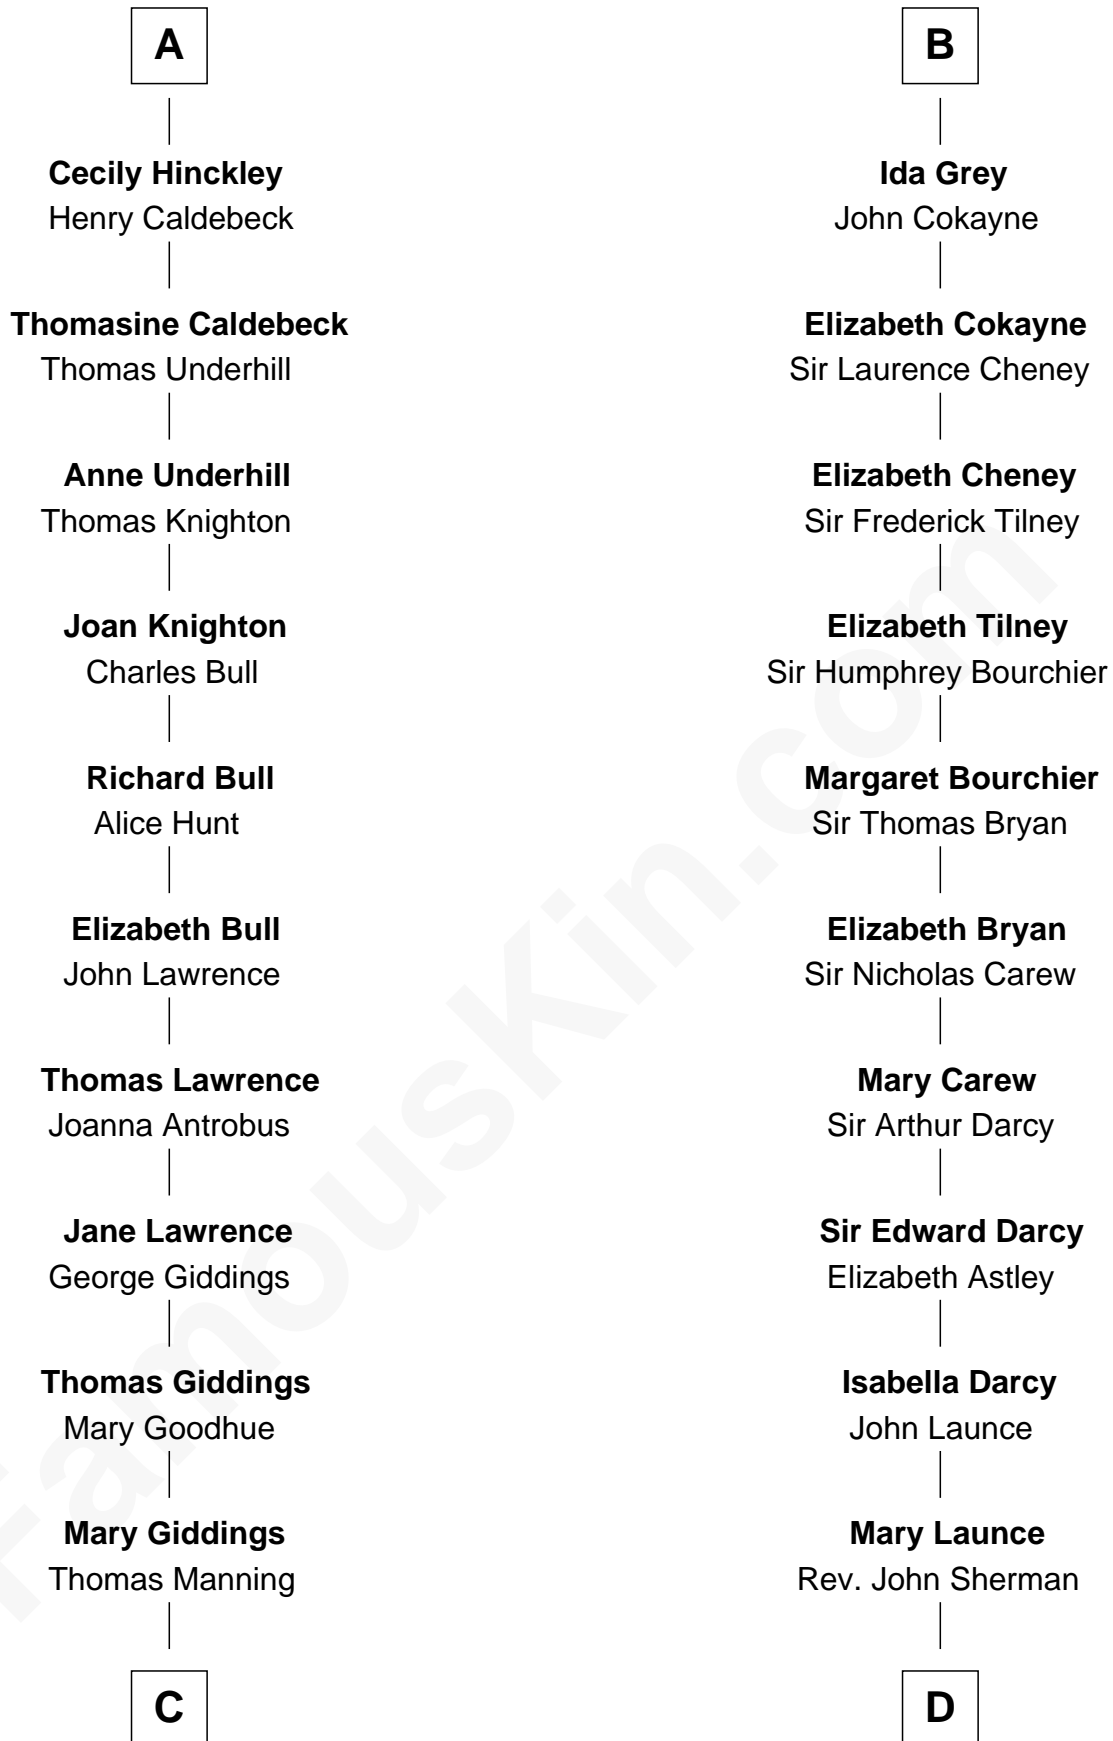 A
Cecily Hinckley
Henry Caldebeck
Thomasine Caldebeck
Thomas Underhill
Anne Underhill
Thomas Knighton
Joan Knighton
Charles Bull
Richard Bull
Alice Hunt
Elizabeth Bull
John Lawrence
Thomas Lawrence
Joanna Antrobus
Jane Lawrence
George Giddings
Thomas Giddings
Mary Goodhue
Mary Giddings
Thomas Manning
C
B
Ida Grey
John Cokayne
Elizabeth Cokayne
Sir Laurence Cheney
Elizabeth Cheney
Sir Frederick Tilney
Elizabeth Tilney
Sir Humphrey Bourchier
Margaret Bourchier
Sir Thomas Bryan
Elizabeth Bryan
Sir Nicholas Carew
Mary Carew
Sir Arthur Darcy
Sir Edward Darcy
Elizabeth Astley
Isabella Darcy
John Launce
Mary Launce
Rev. John Sherman
D
FamousKin.com